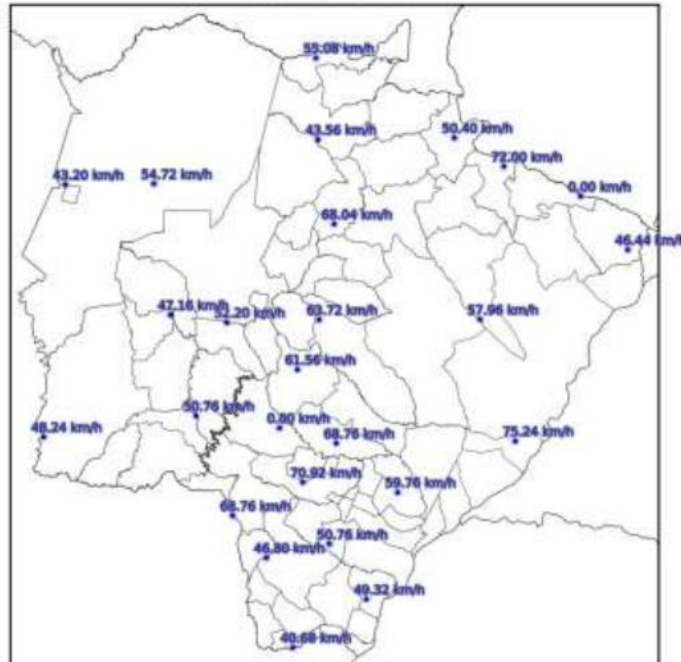 55.08 km/h
43.56 km/h
50.40 km/h
72.00 km/h
43.20 km/h
54.72 km/h
0.00 km/h
68.04 km/h
46.44 km/h
47.16 km/h
52.20 km/h
63.72 km/h
57.96 km/h
61.56 km/h
50.76 km/h
0.00 km/h
48.24 km/h
68.76 km/h
75.24 km/h
70.92 km/h
59.76 km/h
68.76 km/h
50.76 km/h
46.80 km/h
49.32 km/h
40.68 km/h